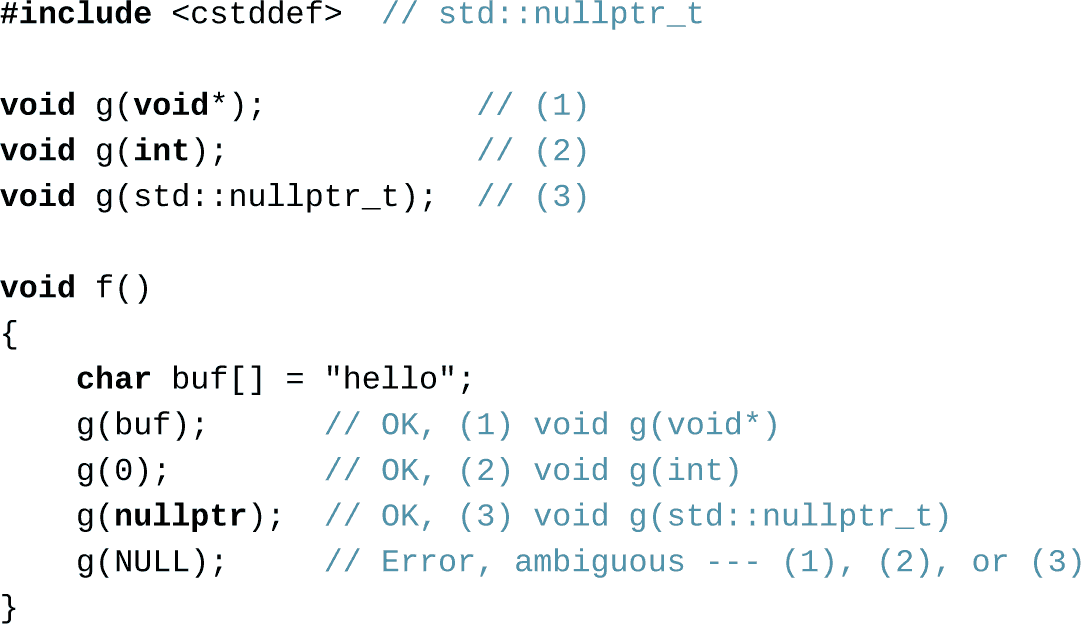 #include <cstddef>  // std::nullptr_t

void g(void*);           // (1)
void g(int);             // (2)
void g(std::nullptr_t);  // (3)

void f()
{
    char buf[] = "hello";
    g(buf);      // OK, (1) void g(void*)
    g(0);        // OK, (2) void g(int)
    g(nullptr);  // OK, (3) void g(std::nullptr_t)
    g(NULL);     // Error, ambiguous --- (1), (2), or (3)
}